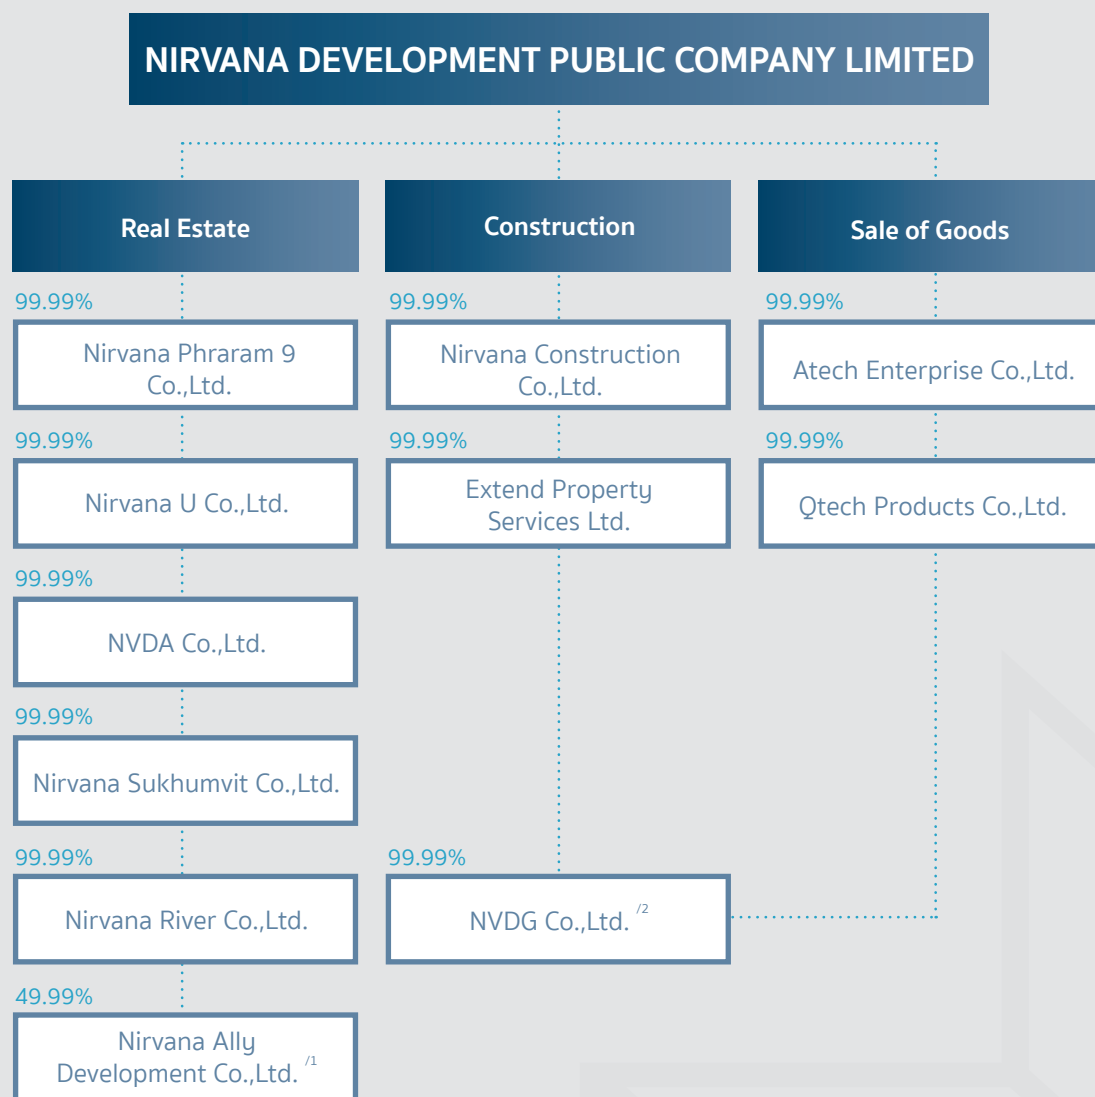 NIRVANA DEVELOPMENT PUBLIC COMPANY LIMITED
Real Estate
Construction
Sale of Goods
99.99%
Nirvana Phraram 9
Co.,Ltd.
99.99%
Nirvana U Co.,Ltd.
99.99%
NVDA Co.,Ltd.
99.99%
Nirvana Sukhumvit Co.,Ltd.
99.99%
Nirvana River Co.,Ltd.
49.99%
Nirvana Ally
Development Co.,Ltd. /1
99.99%
Nirvana Construction
Co.,Ltd.
99.99%
Extend Property
Services Ltd.
99.99%
NVDG Co.,Ltd. /2
99.99%
Atech Enterprise Co.,Ltd.
99.99%
Qtech Products Co.,Ltd.